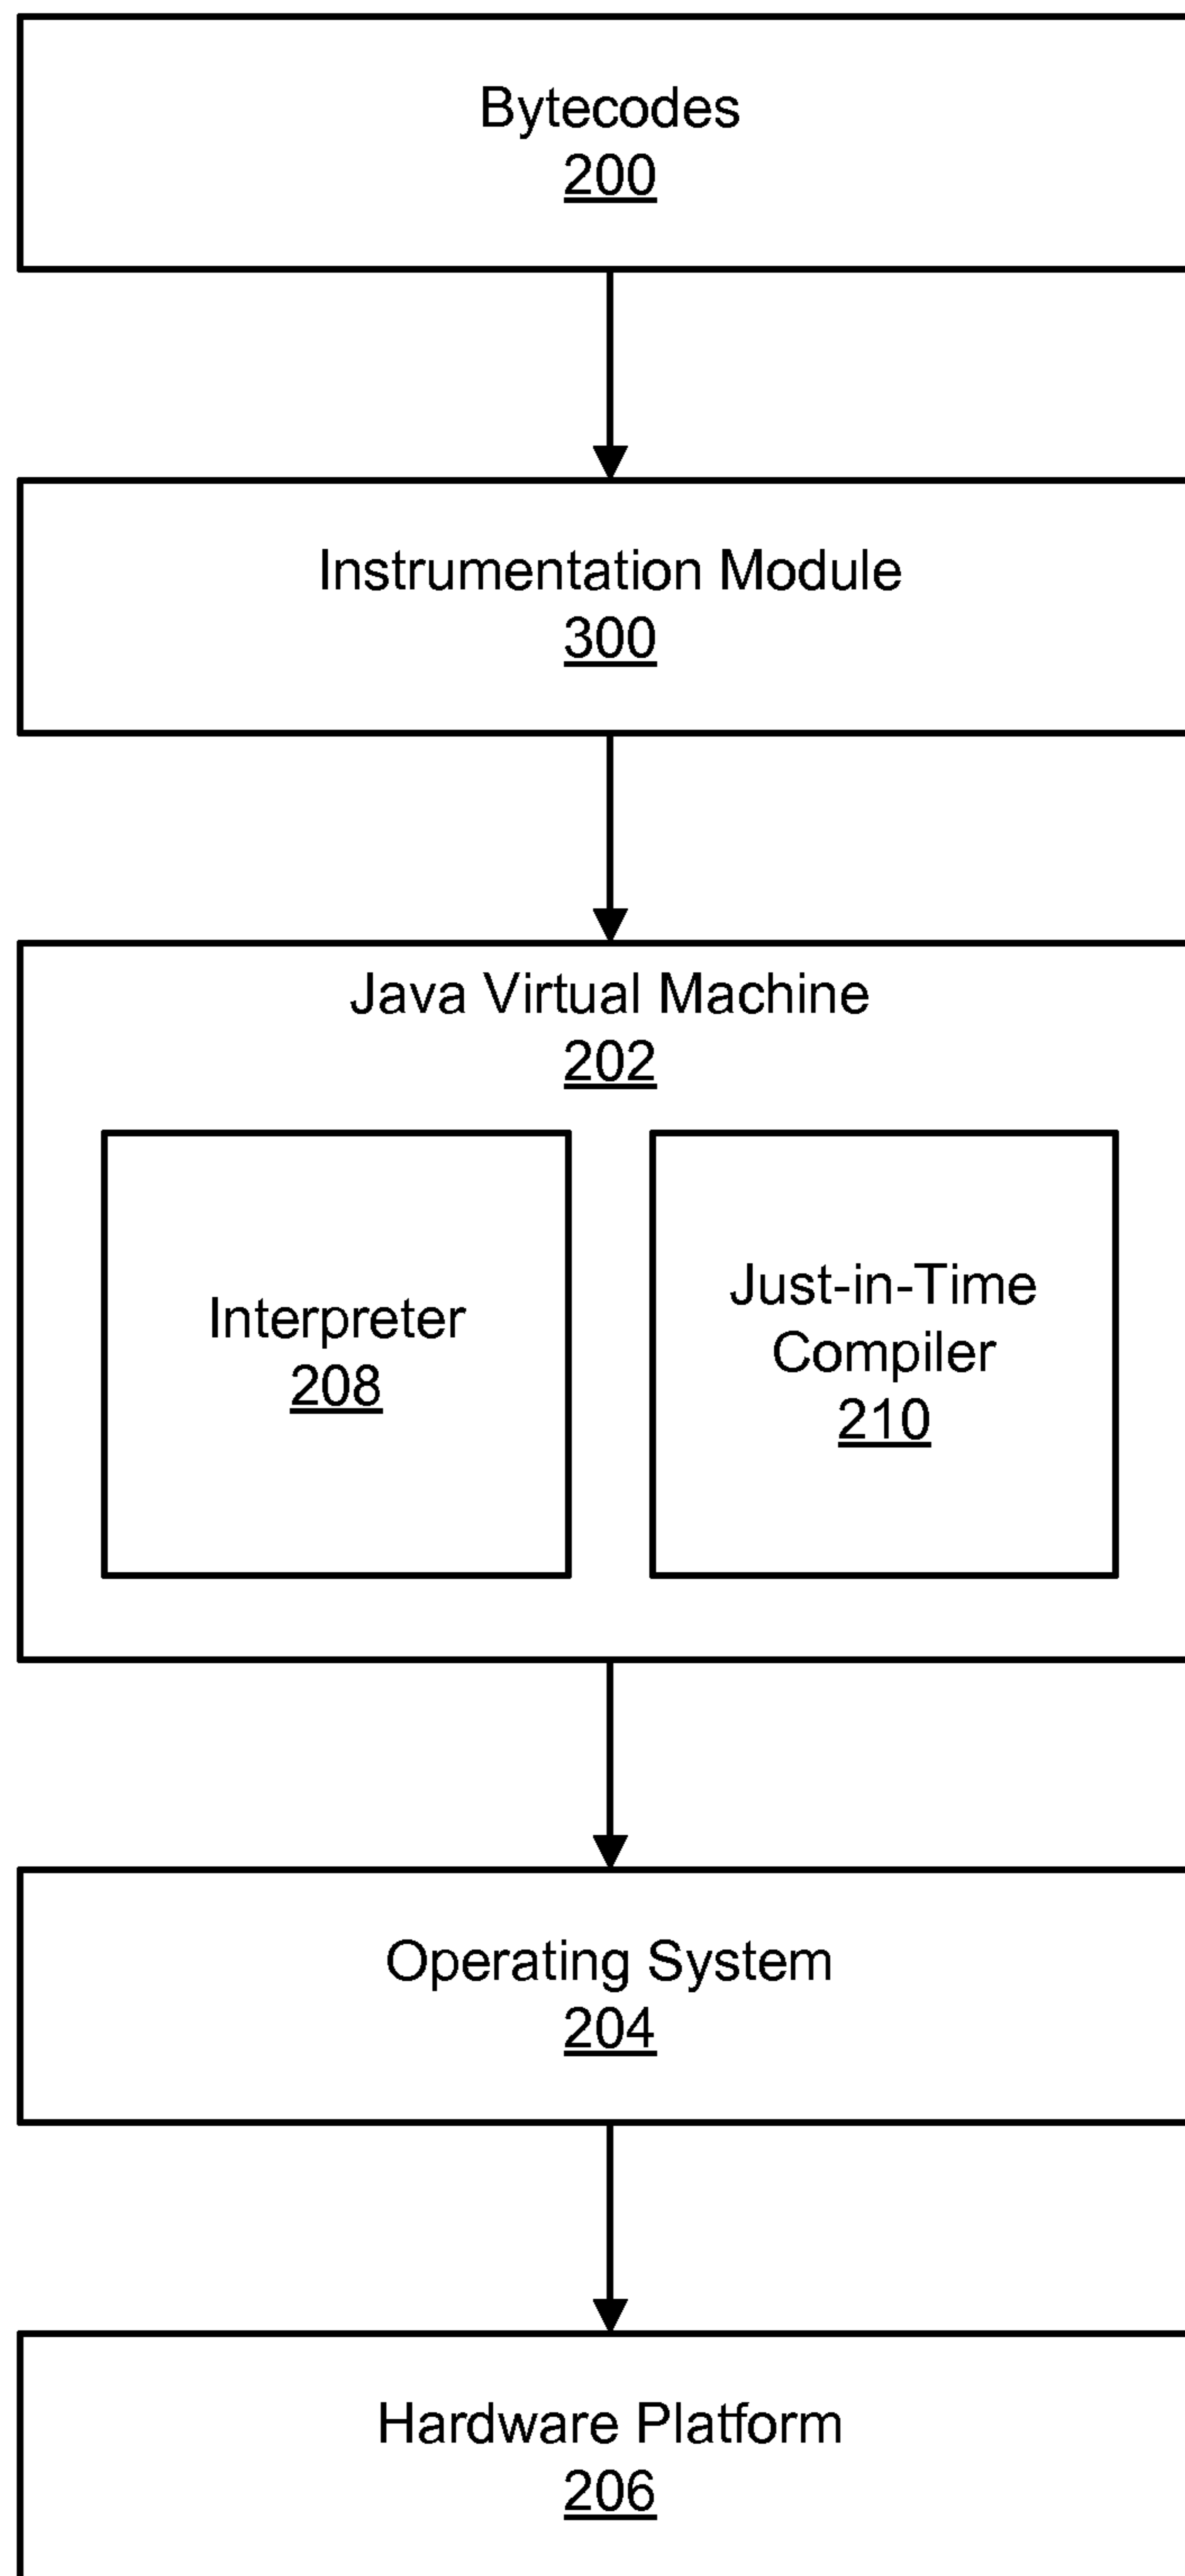 Bytecodes
200
Instrumentation Module
300
Java Virtual Machine
202
Interpreter
208
Just-in-Time
Compiler
210
Operating System
204
Hardware Platform
206